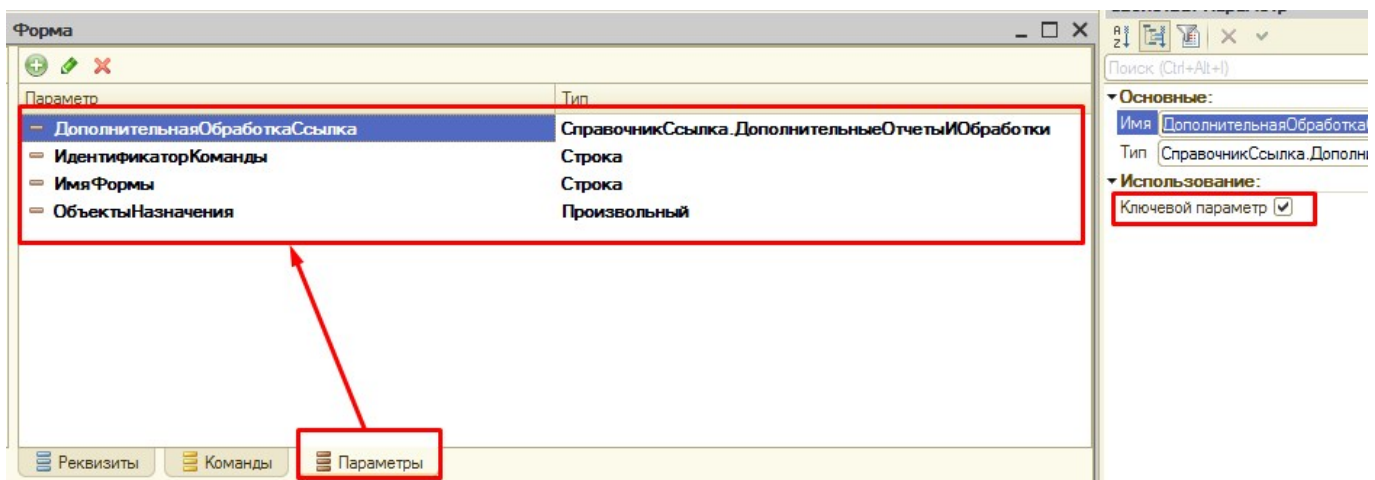 Форма
Параметр Тип
ДополнительнаяОбработкаСсылка СправочникСсылка.ДополнительныеОтчетыИОбработки
ИдентификаторКоманды Строка
ИмяФормы Строка
ОбъектыНазначения Произвольный
Реквизиты Команды Параметры
Поиск (Ctrl+Alt+I)
Основные:
Имя ДополнительнаяОбработка
Тип СправочникСсылка.Дополн
Использование:
Ключевой параметр